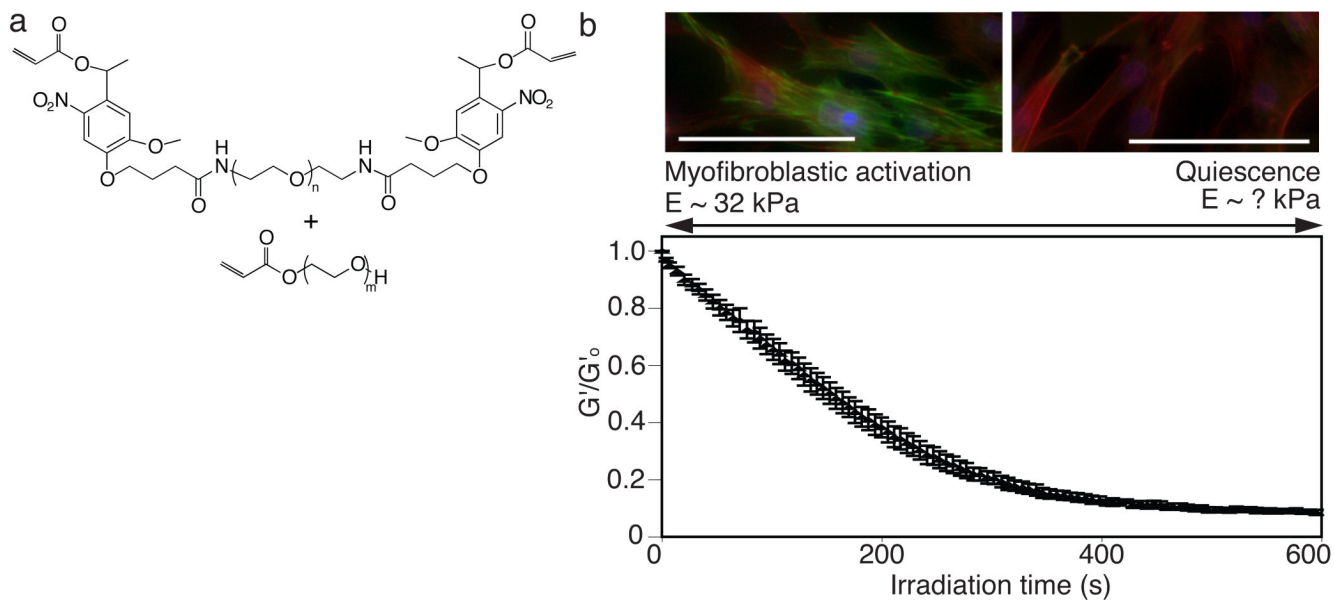 a
b
O
O
O₂N
O
O
O
H
N
O
n
H
N
O
O
O
NO₂
O
O
+
O
O
O
H
m
Myofibroblastic activation
E ~ 32 kPa
Quiescence
E ~ ? kPa
1.0
0.8
0.6
0.4
0.2
0
G'/G'ₒ
0
200
400
600
Irradiation time (s)